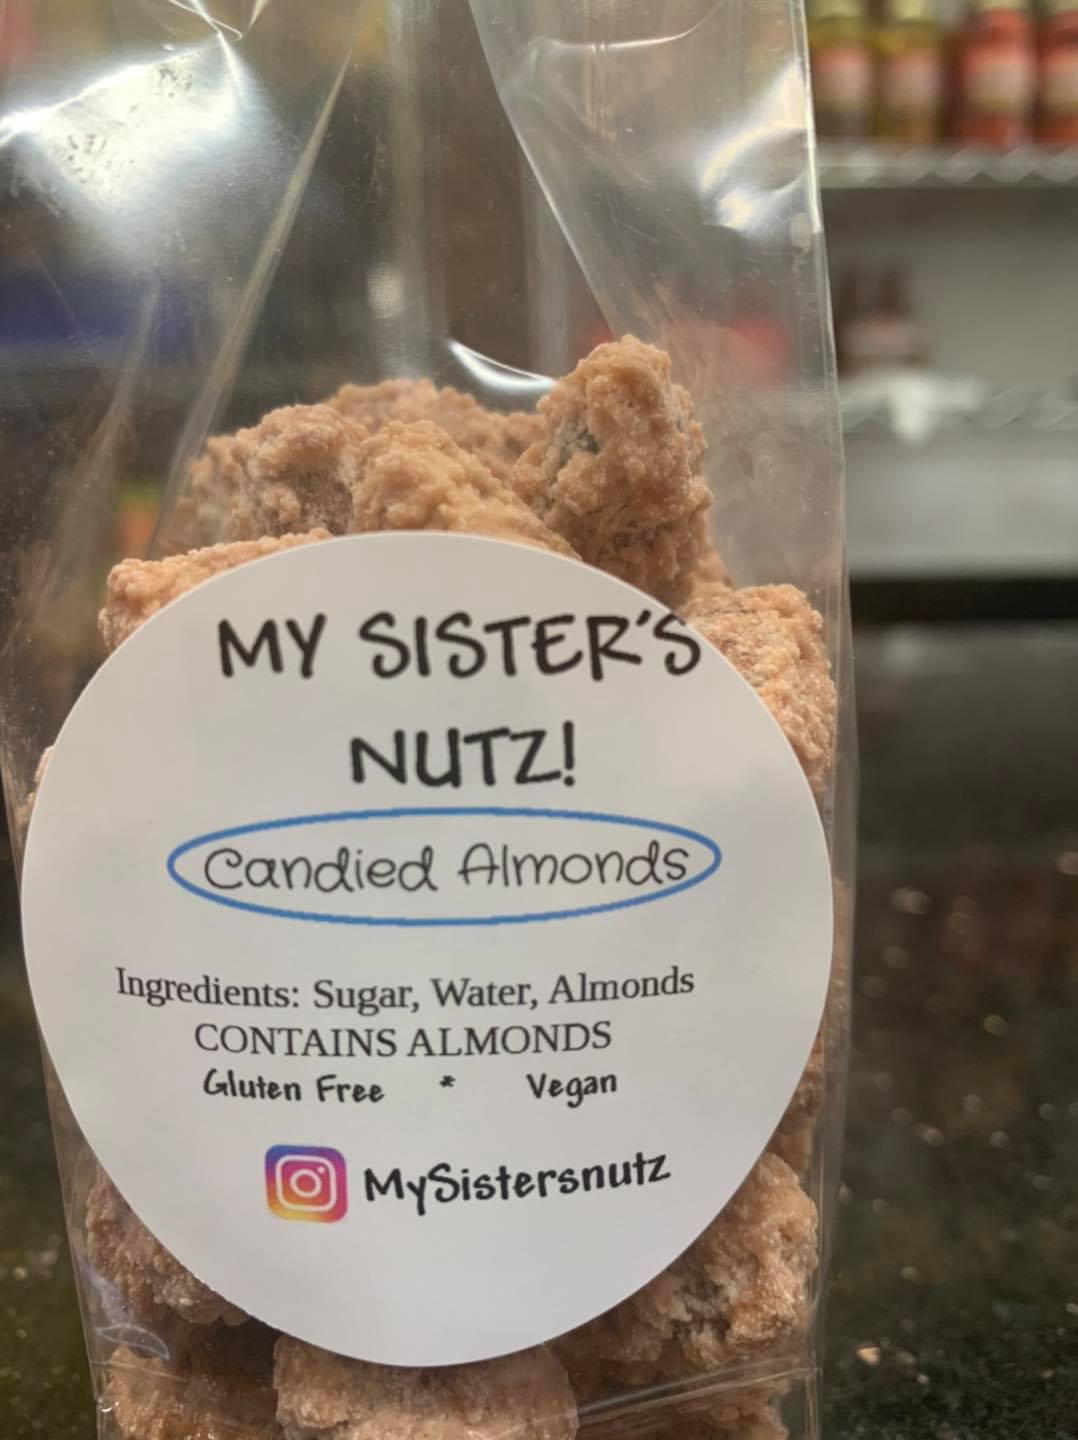 MY SISTER'S
NUTZ!
Candied Almonds
Ingredients: Sugar, Water, Almonds
CONTAINS ALMONDS
Gluten Free * Vegan
MySistersnutz